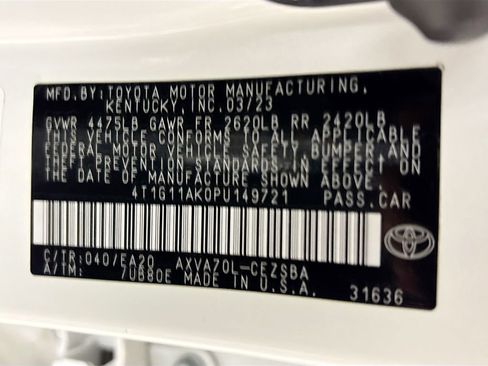 MFD.BY:TOYOTA MOTOR MANUFACTURING,
KENTUCKY,INC.03/23
GVWR 4475LB GAWR FR 2620LB RR 2420LB
THIS VEHICLE CONFORMS TO ALL APPLICABLE
FEDERAL MOTOR VEHICLE SAFETY BUMPER AND
THEFT PREVENTION STANDARDS IN EFFECT ON
THE DATE OF MANUFACTURE SHOWN ABOVE.
4T1G11AK0PU149721 PASS.CAR
C/TR:040/EA20 AXVA70L-CEZSBA
A/TM: 7UB80E MADE IN U.S.A.
31636